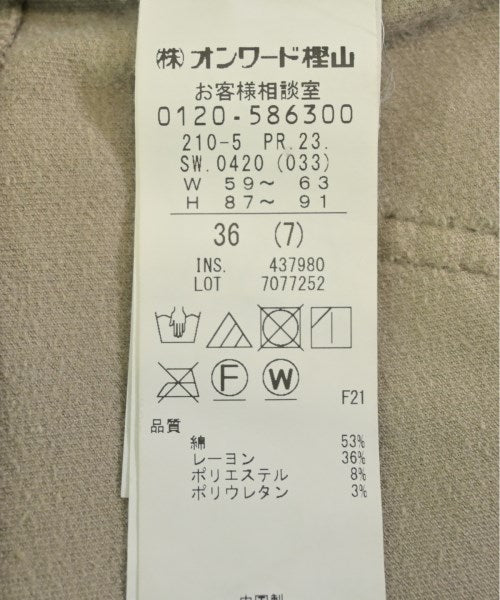 (株)オンワード樫山
お客様相談室
0120-586300
210-5 PR.23.
SW.0420 (033)
W 59～ 63
H 87～ 91
36 (7)
INS. 437980
LOT 7077252
F
W
F21
品質
綿 53%
レーヨン 36%
ポリエステル 8%
ポリウレタン 3%